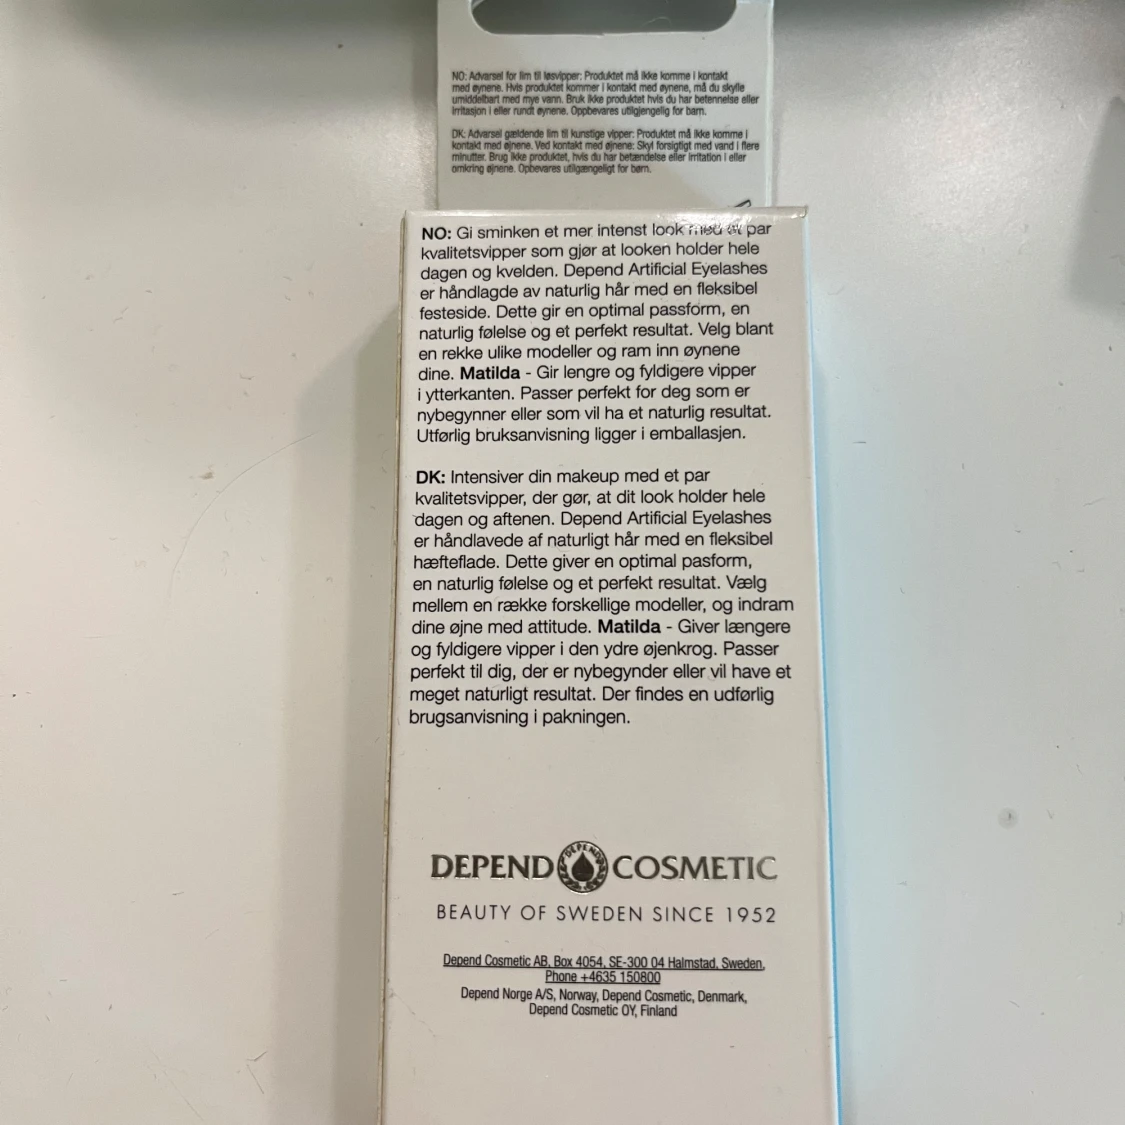 NO: Advarsel for lim til løsvipper: Produktet må ikke komme i kontakt
med øynene. Hvis produktet kommer i kontakt med øynene, må du skylle
umiddelbart med mye vann. Bruk ikke produktet hvis du har betennelse eller
irritasjon i eller rundt øynene. Oppbevares utilgjengelig for barn.
DK: Advarsel gældende lim til kunstige vipper: Produktet må ikke komme i
kontakt med øjnene. Ved kontakt med øjnene: Skyl forsigtigt med vand i flere
minutter. Brug ikke produktet, hvis du har betændelse eller irritation i eller
omkring øjnene. Opbevares utilgængeligt for børn.
NO: Gi sminken et mer intenst look med et par
kvalitetsvipper som gjør at looken holder hele
dagen og kvelden. Depend Artificial Eyelashes
er håndlagde av naturlig hår med en fleksibel
festeside. Dette gir en optimal passform, en
naturlig følelse og et perfekt resultat. Velg blant
en rekke ulike modeller og ram inn øynene
dine. Matilda - Gir lengre og fyldigere vipper
i ytterkanten. Passer perfekt for deg som er
nybegynner eller som vil ha et naturlig resultat.
Utførlig bruksanvisning ligger i emballasjen.
DK: Intensiver din makeup med et par
kvalitetsvipper, der gør, at dit look holder hele
dagen og aftenen. Depend Artificial Eyelashes
er håndlavede af naturligt hår med en fleksibel
hæfteflade. Dette giver en optimal pasform,
en naturlig følelse og et perfekt resultat. Vælg
mellem en række forskellige modeller, og indram
dine øjne med attitude. Matilda - Giver længere
og fyldigere vipper i den ydre øjenkrog. Passer
perfekt til dig, der er nybegynder eller vil have et
meget naturligt resultat. Der findes en udførlig
brugsanvisning i pakningen.
DEPEND DEPEND COSMETIC
BEAUTY OF SWEDEN SINCE 1952
Depend Cosmetic AB, Box 4054, SE-300 04 Halmstad, Sweden,
Phone +4635 150800
Depend Norge A/S, Norway, Depend Cosmetic, Denmark,
Depend Cosmetic OY, Finland